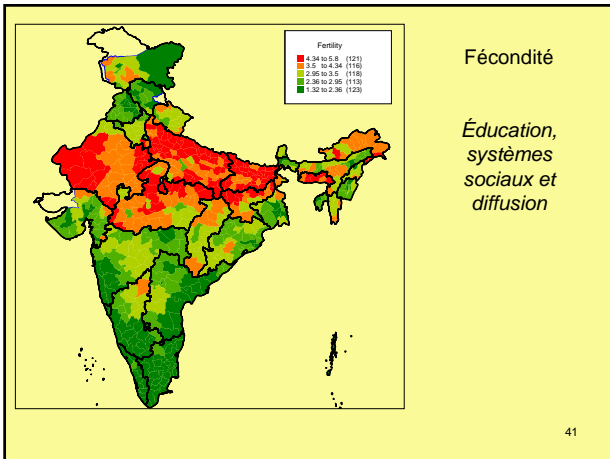 Fertility
4.34 to 5.8 (121)
3.5 to 4.34 (116)
2.95 to 3.5 (118)
2.36 to 2.95 (113)
1.32 to 2.36 (123)
Fécondité
Éducation,
systèmes
sociaux et
diffusion
41